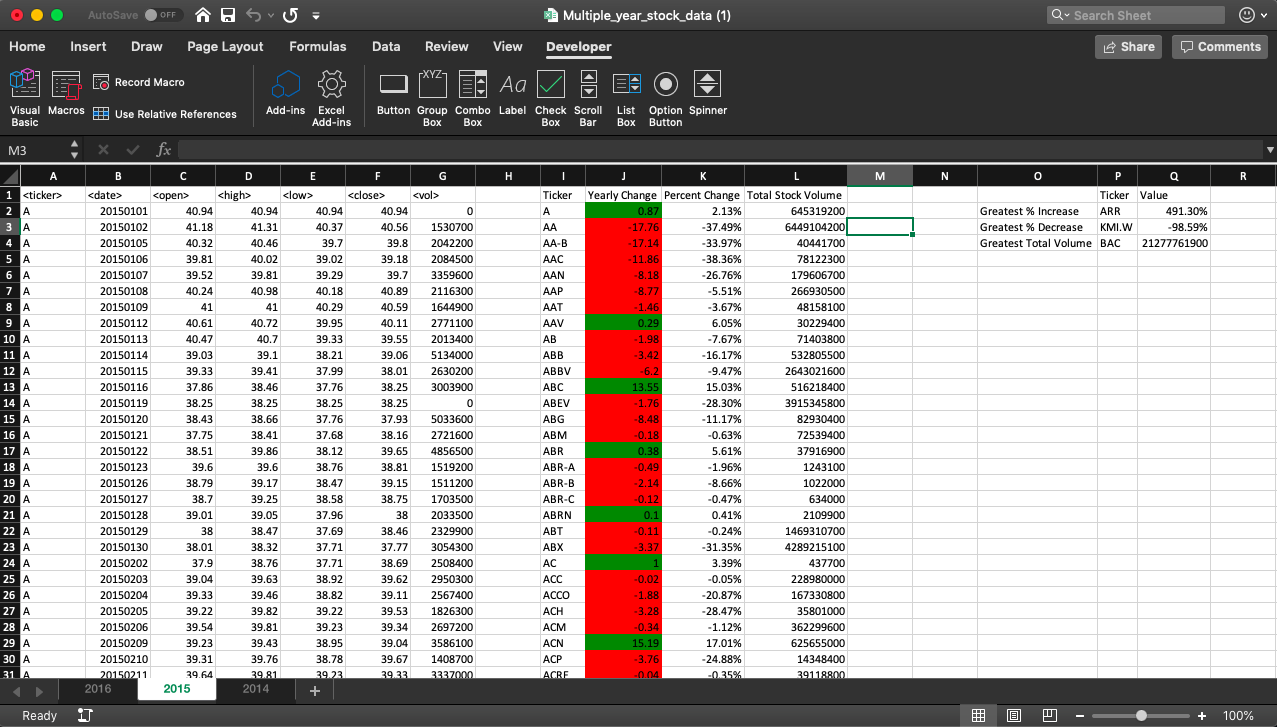 AutoSave OFF Multiple_year_stock_data (1) Search Sheet
Home Insert Draw Page Layout Formulas Data Review View Developer Share Comments
Visual Basic Macros Record Macro Use Relative References Add-ins Excel Add-ins Button Group Box Combo Box Label Check Box Scroll Bar List Box Option Button Spinner
XYZ Aa
M3 fx
A B C D E F G H I J K L M N O P Q R
1 <ticker> <date> <open> <high> <low> <close> <vol> Ticker Yearly Change Percent Change Total Stock Volume Ticker Value
2 A 20150101 40.94 40.94 40.94 40.94 0 A 0.87 2.13% 645319200 Greatest % Increase ARR 491.30%
3 A 20150102 41.18 41.31 40.37 40.56 1530700 AA -17.76 -37.49% 6449104200 Greatest % Decrease KMI.W -98.59%
4 A 20150105 40.32 40.46 39.7 39.8 2042200 AA-B -17.14 -33.97% 40441700 Greatest Total Volume BAC 21277761900
5 A 20150106 39.81 40.02 39.02 39.18 2084500 AAC -11.86 -38.36% 78122300
6 A 20150107 39.52 39.81 39.29 39.7 3359600 AAN -8.18 -26.76% 179606700
7 A 20150108 40.24 40.98 40.18 40.89 2116300 AAP -8.77 -5.51% 266930500
8 A 20150109 41 41 40.29 40.59 1644900 AAT -1.46 -3.67% 48158100
9 A 20150112 40.61 40.72 39.95 40.11 2771100 AAV 0.29 6.05% 30229400
10 A 20150113 40.47 40.7 39.33 39.55 2013400 AB -1.98 -7.67% 71403800
11 A 20150114 39.03 39.1 38.21 39.06 5134000 ABB -3.42 -16.17% 532805500
12 A 20150115 39.33 39.41 37.99 38.01 2630200 ABBV -6.2 -9.47% 2643021600
13 A 20150116 37.86 38.46 37.76 38.25 3003900 ABC 13.55 15.03% 516218400
14 A 20150119 38.25 38.25 38.25 38.25 0 ABEV -1.76 -28.30% 3915345800
15 A 20150120 38.43 38.66 37.76 37.93 5033600 ABG -8.48 -11.17% 82930400
16 A 20150121 37.75 38.41 37.68 38.16 2721600 ABM -0.18 -0.63% 72539400
17 A 20150122 38.51 39.86 38.12 39.65 4856500 ABR 0.38 5.61% 37916900
18 A 20150123 39.6 39.6 38.76 38.81 1519200 ABR-A -0.49 -1.96% 1243100
19 A 20150126 38.79 39.17 38.47 39.15 1511200 ABR-B -2.14 -8.66% 1022000
20 A 20150127 38.7 39.25 38.58 38.75 1703500 ABR-C -0.12 -0.47% 634000
21 A 20150128 39.01 39.05 37.96 38 2033500 ABRN 0.1 0.41% 2109900
22 A 20150129 38 38.47 37.69 38.46 2329900 ABT -0.11 -0.24% 1469310700
23 A 20150130 38.01 38.32 37.71 37.77 3054300 ABX -3.37 -31.35% 4289215100
24 A 20150202 37.9 38.76 37.71 38.69 2508400 AC 1 3.39% 437700
25 A 20150203 39.04 39.63 38.92 39.62 2950300 ACC -0.02 -0.05% 228980000
26 A 20150204 39.33 39.46 38.82 39.11 2567400 ACCO -1.88 -20.87% 167330800
27 A 20150205 39.22 39.82 39.22 39.53 1826300 ACH -3.28 -28.47% 35801000
28 A 20150206 39.54 39.81 39.23 39.34 2697200 ACM -0.34 -1.12% 362299600
29 A 20150209 39.23 39.43 38.95 39.04 3586100 ACN 15.19 17.01% 625655000
30 A 20150210 39.31 39.76 38.78 39.67 1408700 ACP -3.76 -24.88% 14348400
31 A 20150211 39.64 39.81 39.23 39.33 3337000 ACRE -0.04 -0.35% 39118800
2016 2015 2014 +
Ready 100%